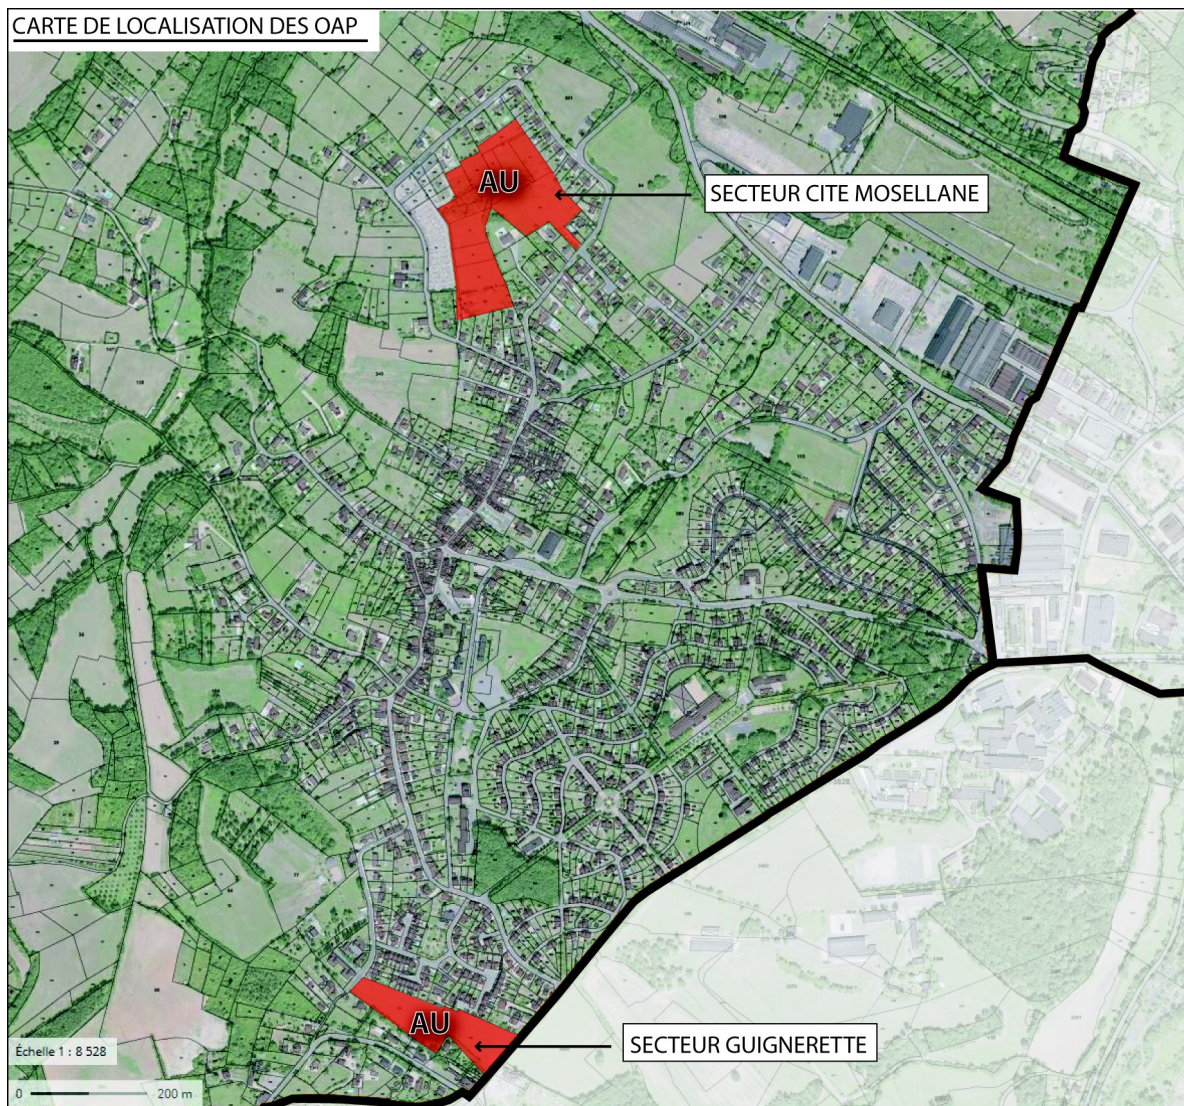 CARTE DE LOCALISATION DES OAP
AU
SECTEUR CITE MOSELLANE
AU
SECTEUR GUIGNERETTE
Échelle 1 : 8 528
0 200 m